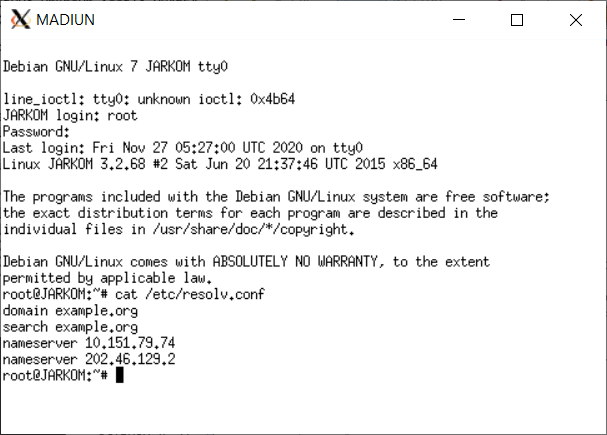 MADIUN
Debian GNU/Linux 7 JARKOM tty0
line_ioctl: tty0: unknown ioctl: 0x4b64
JARKOM login: root
Password:
Last login: Fri Nov 27 05:27:00 UTC 2020 on tty0
Linux JARKOM 3.2.68 #2 Sat Jun 20 21:37:46 UTC 2015 x86_64
The programs included with the Debian GNU/Linux system are free software;
the exact distribution terms for each program are described in the
individual files in /usr/share/doc/*/copyright.
Debian GNU/Linux comes with ABSOLUTELY NO WARRANTY, to the extent
permitted by applicable law.
root@JARKOM:~# cat /etc/resolv.conf
domain example.org
search example.org
nameserver 10.151.79.74
nameserver 202.46.129.2
root@JARKOM:~#